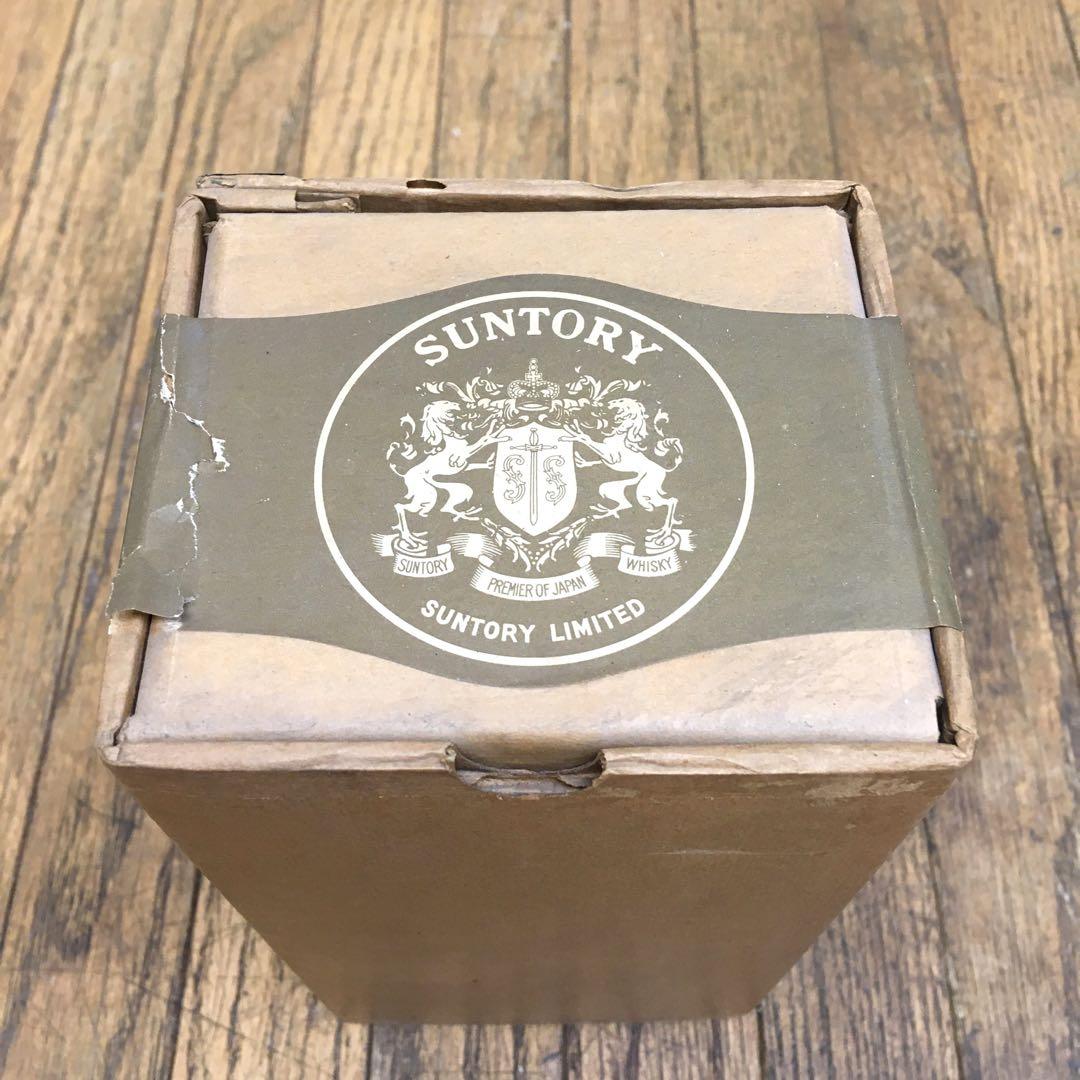 SUNTORY
S S
SUNTORY
PREMIER OF JAPAN
WHISKY
SUNTORY LIMITED